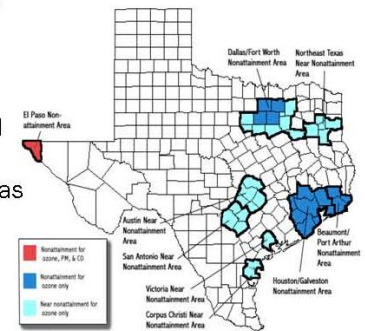 Dallas/Fort Worth
Nonattainment Area
Northeast Texas
Near Nonattainment
Area
El Paso Non-
attainment Area
as
Austin Near
Nonattainment
Area
San Antonio Near
Nonattainment Area
Victoria Near
Nonattainment Area
Corpus Christi Near
Nonattainment Area
Beaumont/
Port Arthur
Nonattainment
Area
Houston/Galveston
Nonattainment Area
Nonattainment for
ozone, PM, & CO
Nonattainment for
ozone only
Near nonattainment for
ozone only